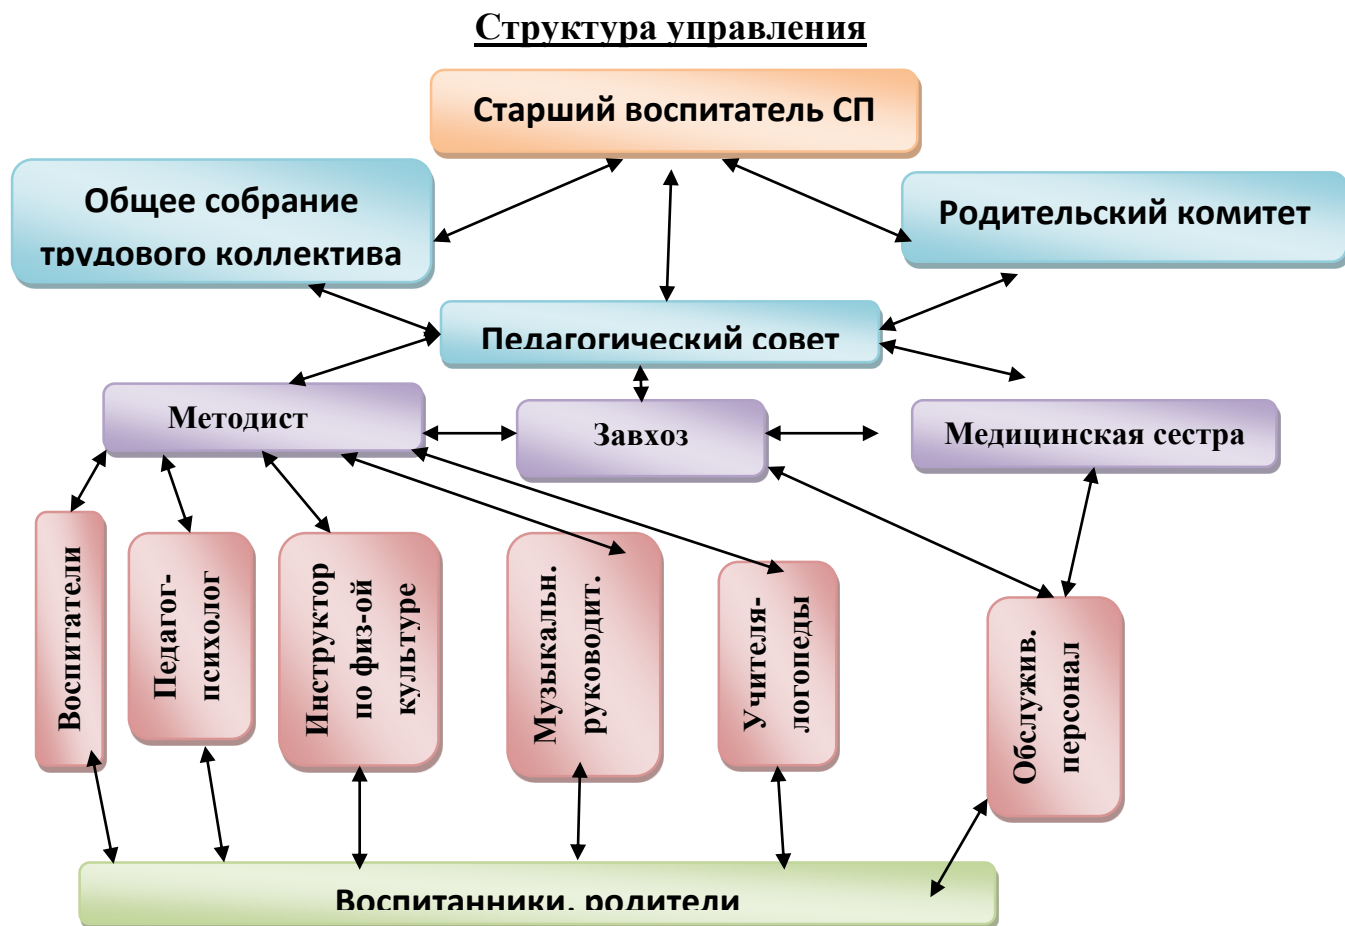 Структура управления
Старший воспитатель СП
Общее собрание
трудового коллектива
Родительский комитет
Педагогический совет
Методист
Завхоз
Медицинская сестра
Воспитатели
Педагог-
психолог
Инструктор
по физ-ой
культуре
Музыкальн.
руководит.
Учителя-
логопеды
Обслужив.
персонал
Воспитанники, родители